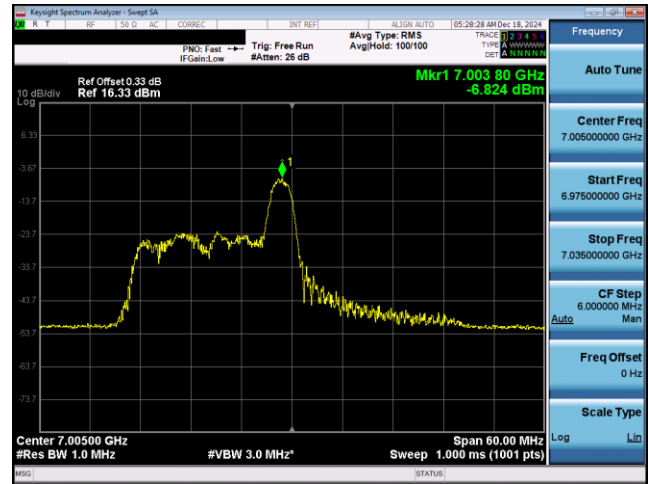 Keysight Spectrum Analyzer - Swept SA
R T RF 50 Ω AC CORREC INT REF ALIGN AUTO 05:28:28 AM Dec 18, 2024
PNO: Fast
IFGain:Low
Trig: Free Run
#Atten: 26 dB
#Avg Type: RMS
Avg|Hold: 100/100
TRACE 1 2 3 4 5 6
TYPE A WWWWW
DET A NNNNN
Mkr1 7.003 80 GHz
-6.824 dBm
Ref Offset 0.33 dB
10 dB/div Ref 16.33 dBm
Log
6.33
-3.67
-13.7
-23.7
-33.7
-43.7
-53.7
-63.7
-73.7
1
Center 7.00500 GHz Span 60.00 MHz
#Res BW 1.0 MHz #VBW 3.0 MHz* Sweep 1.000 ms (1001 pts)
MSG STATUS
Frequency
Auto Tune
Center Freq
7.005000000 GHz
Start Freq
6.975000000 GHz
Stop Freq
7.035000000 GHz
CF Step
6.000000 MHz
Auto Man
Freq Offset
0 Hz
Scale Type
Log Lin